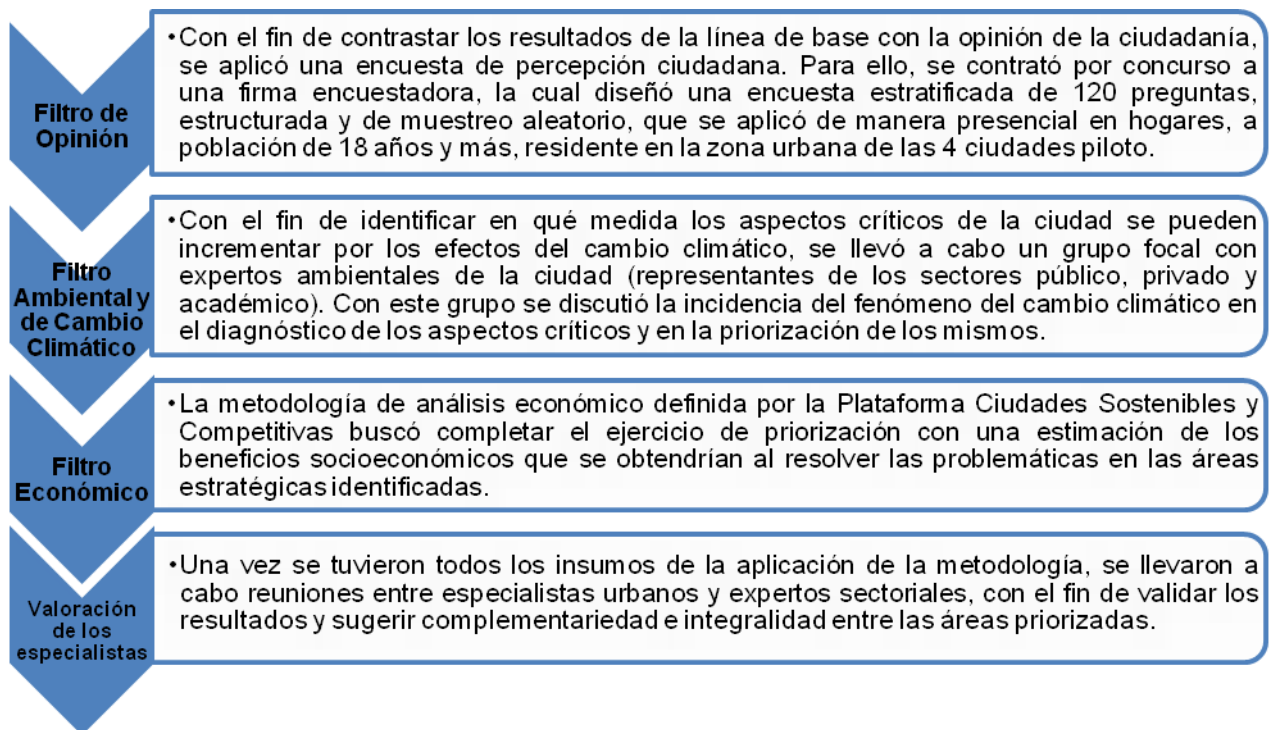 Filtro de
Opinión
•Con el fin de contrastar los resultados de la línea de base con la opinión de la ciudadanía,
se aplicó una encuesta de percepción ciudadana. Para ello, se contrató por concurso a
una firma encuestadora, la cual diseñó una encuesta estratificada de 120 preguntas,
estructurada y de muestreo aleatorio, que se aplicó de manera presencial en hogares, a
población de 18 años y más, residente en la zona urbana de las 4 ciudades piloto.
Filtro
Ambiental y
de Cambio
Climático
•Con el fin de identificar en qué medida los aspectos críticos de la ciudad se pueden
incrementar por los efectos del cambio climático, se llevó a cabo un grupo focal con
expertos ambientales de la ciudad (representantes de los sectores público, privado y
académico). Con este grupo se discutió la incidencia del fenómeno del cambio climático en
el diagnóstico de los aspectos críticos y en la priorización de los mismos.
Filtro
Económico
•La metodología de análisis económico definida por la Plataforma Ciudades Sostenibles y
Competitivas buscó completar el ejercicio de priorización con una estimación de los
beneficios socioeconómicos que se obtendrían al resolver las problemáticas en las áreas
estratégicas identificadas.
Valoración
de los
especialistas
•Una vez se tuvieron todos los insumos de la aplicación de la metodología, se llevaron a
cabo reuniones entre especialistas urbanos y expertos sectoriales, con el fin de validar los
resultados y sugerir complementariedad e integralidad entre las áreas priorizadas.